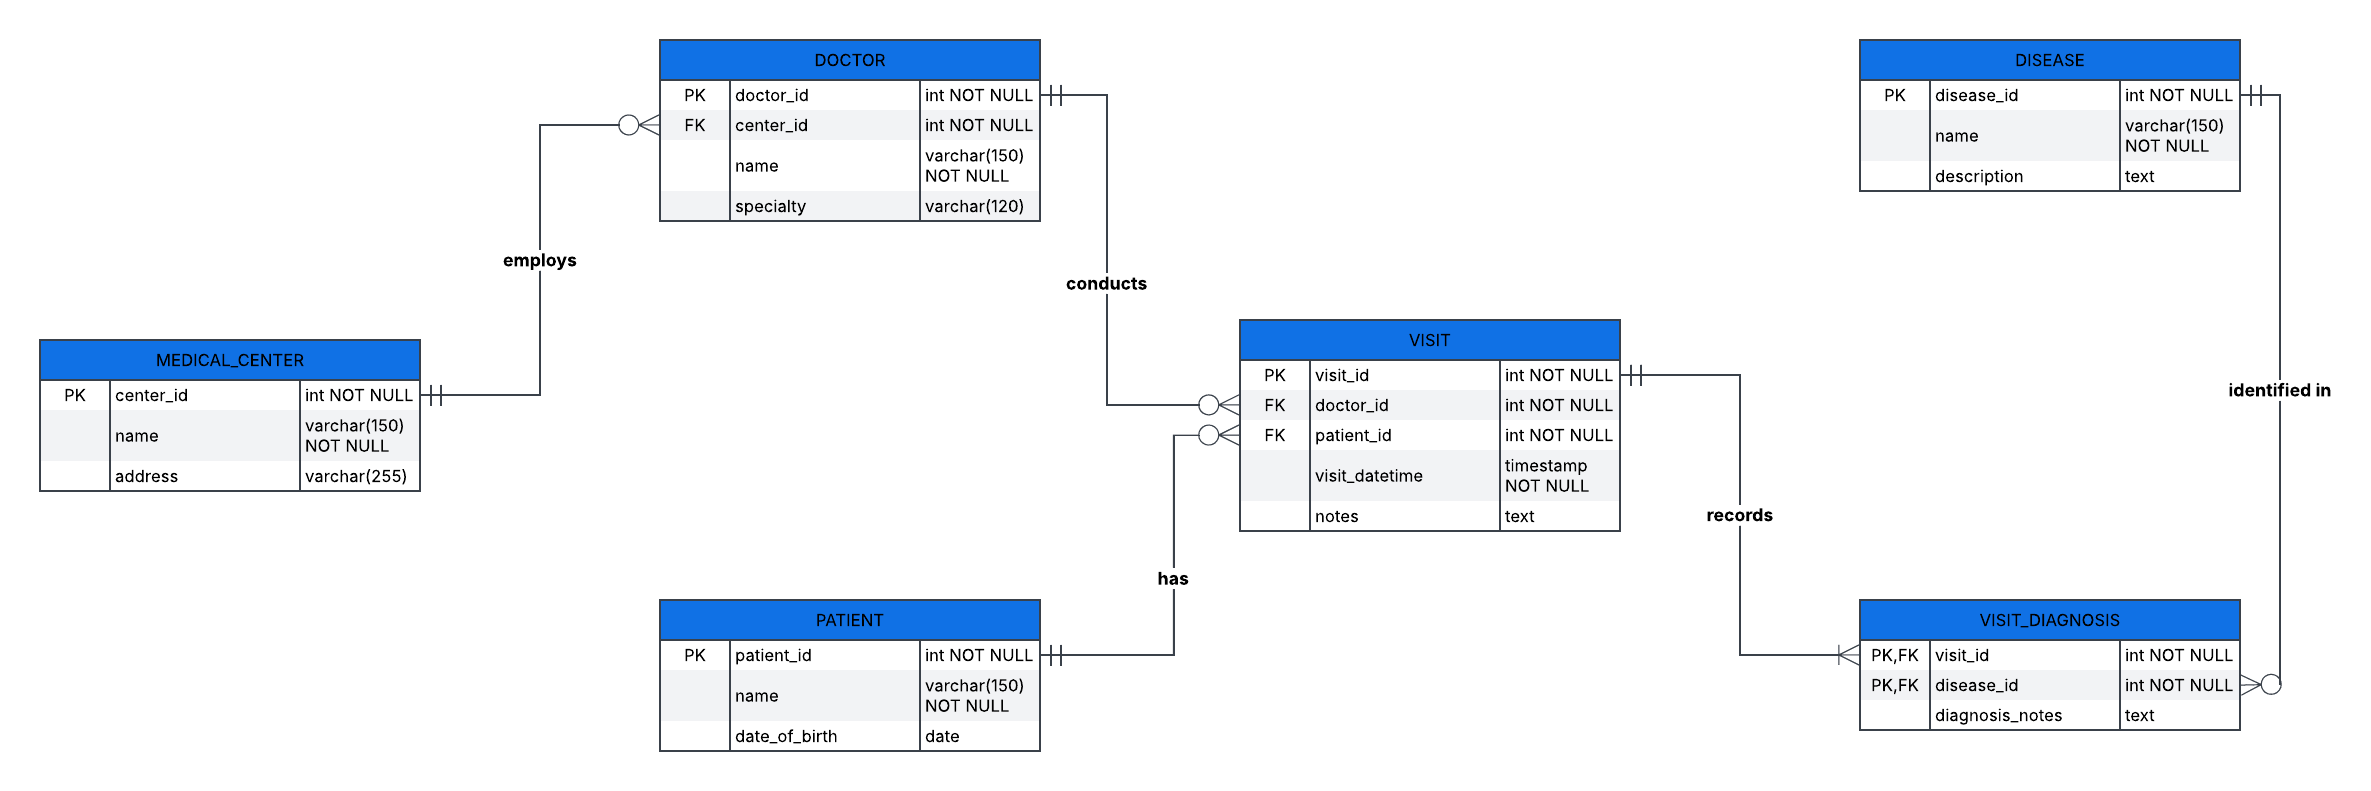 DOCTOR
PK doctor_id int NOT NULL
FK center_id int NOT NULL
name varchar(150)
NOT NULL
specialty varchar(120)
DISEASE
PK disease_id int NOT NULL
name varchar(150)
NOT NULL
description text
employs
conducts
MEDICAL_CENTER
PK center_id int NOT NULL
name varchar(150)
NOT NULL
address varchar(255)
VISIT
PK visit_id int NOT NULL
FK doctor_id int NOT NULL
FK patient_id int NOT NULL
visit_datetime timestamp
NOT NULL
notes text
identified in
records
has
PATIENT
PK patient_id int NOT NULL
name varchar(150)
NOT NULL
date_of_birth date
VISIT_DIAGNOSIS
PK,FK visit_id int NOT NULL
PK,FK disease_id int NOT NULL
diagnosis_notes text